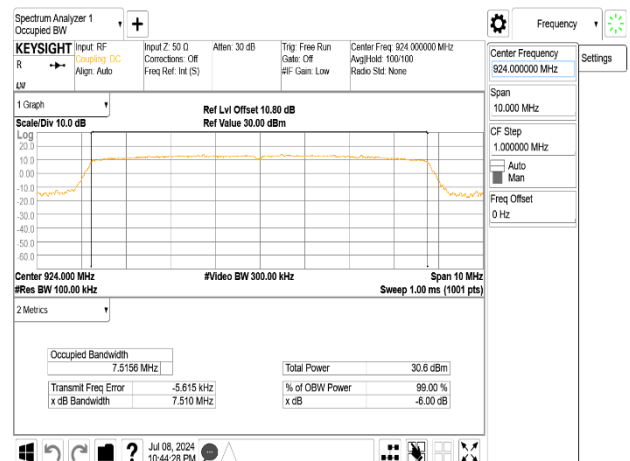 Spectrum Analyzer 1
Occupied BW
Frequency
KEYSIGHT
Input: RF
Coupling: DC
Align: Auto
Input Z: 50 Ω
Corrections: Off
Freq Ref: Int (S)
Atten: 30 dB
Trig: Free Run
Gate: Off
#IF Gain: Low
Center Freq: 924.000000 MHz
Avg|Hold: 100/100
Radio Std: None
R
LXI
Center Frequency
924.000000 MHz
Settings
Span
10.000 MHz
CF Step
1.000000 MHz
Auto
Man
Freq Offset
0 Hz
1 Graph
Ref Lvl Offset 10.80 dB
Scale/Div 10.0 dB
Ref Value 30.00 dBm
Log
20.0
10.0
0.00
-10.0
-20.0
-30.0
-40.0
-50.0
-60.0
Center 924.000 MHz
#Video BW 300.00 kHz
Span 10 MHz
#Res BW 100.00 kHz
Sweep 1.00 ms (1001 pts)
2 Metrics
Occupied Bandwidth
7.5156 MHz
Total Power 30.6 dBm
Transmit Freq Error -5.615 kHz
% of OBW Power 99.00 %
x dB Bandwidth 7.510 MHz
x dB -6.00 dB
?
Jul 08, 2024
10:44:28 PM